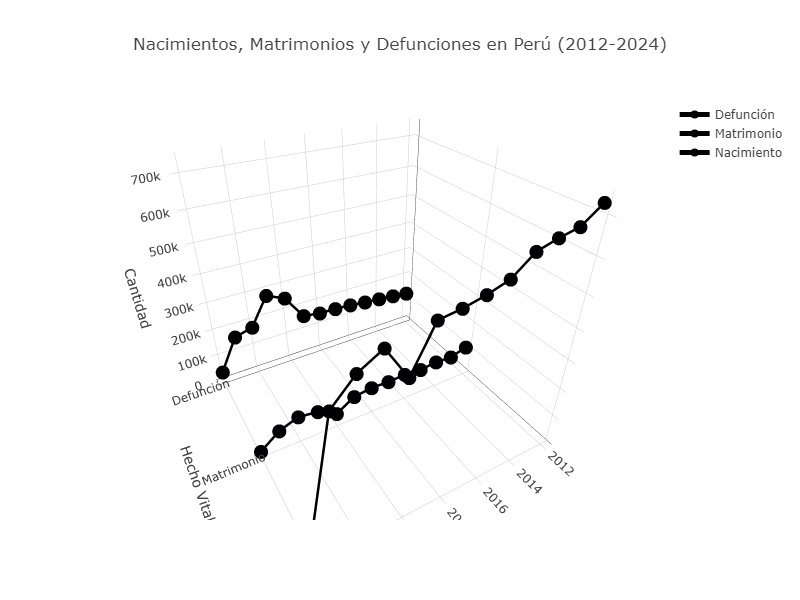 Nacimientos, Matrimonios y Defunciones en Perú (2012-2024)
Defunción
Matrimonio
Nacimiento
700k
600k
500k
400k
300k
200k
100k
0
Cantidad
Defunción
Matrimonio
Hecho Vital
2012
2014
2016